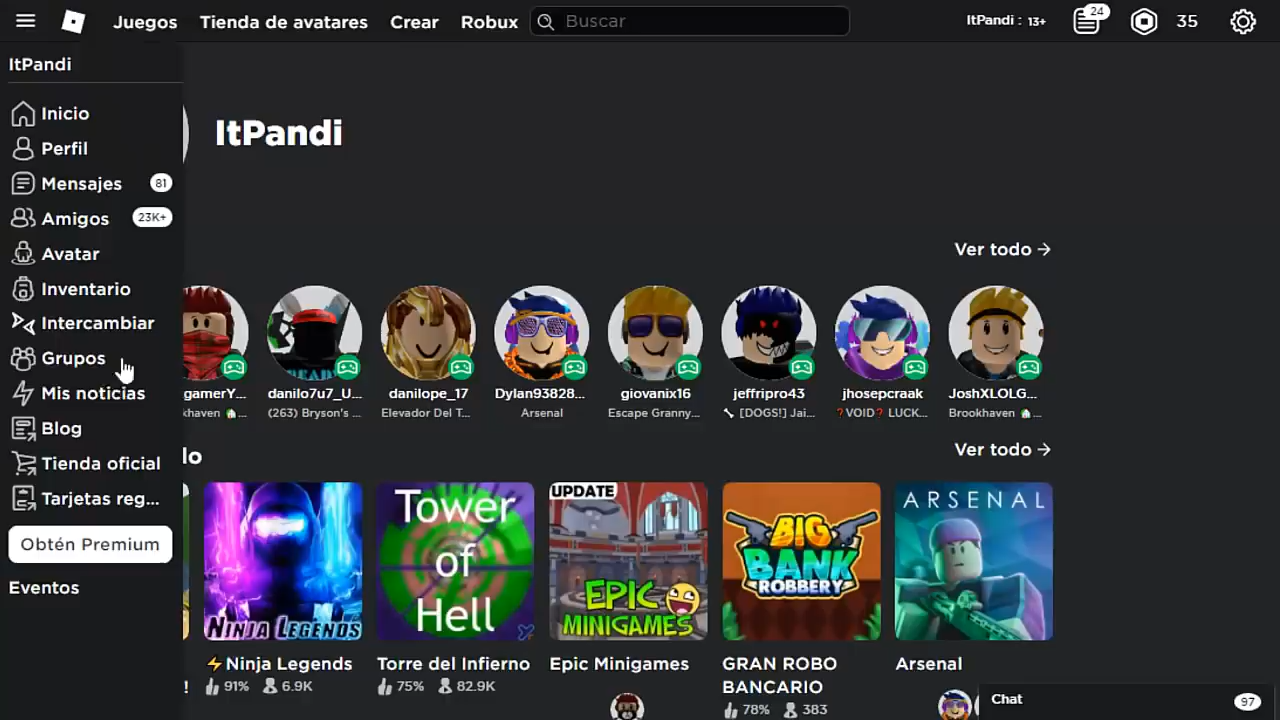 Juegos Tienda de avatares Crear Robux Buscar ItPandi : 13+ 24 35
ItPandi
Inicio
Perfil
Mensajes 81
Amigos 23K+
Avatar
Inventario
Intercambiar
Grupos
Mis noticias
Blog
Tienda oficial
Tarjetas reg...
Obtén Premium
Eventos
ItPandi
Ver todo →
gamerY... danilo7u7_U... danilope_17 Dylan93828... giovanix16 jeffripro43 jhosepcraak JoshXLOLG...
khaven 🏠... (263) Bryson's ... Elevador Del T... Arsenal Escape Granny... 🦴 [DOGS!] Jai... ❓VOID❓ LUCK... Brookhaven 🏠...
do Ver todo →
NINJA LEGENDS
Tower
of
Hell
UPDATE
EPIC
MINIGAMES
BIG
BANK
ROBBERY
ARSENAL
⚡Ninja Legends Torre del Infierno Epic Minigames GRAN ROBO Arsenal
! 91% 6.9K 75% 82.9K BANCARIO
78% 383
Chat 97